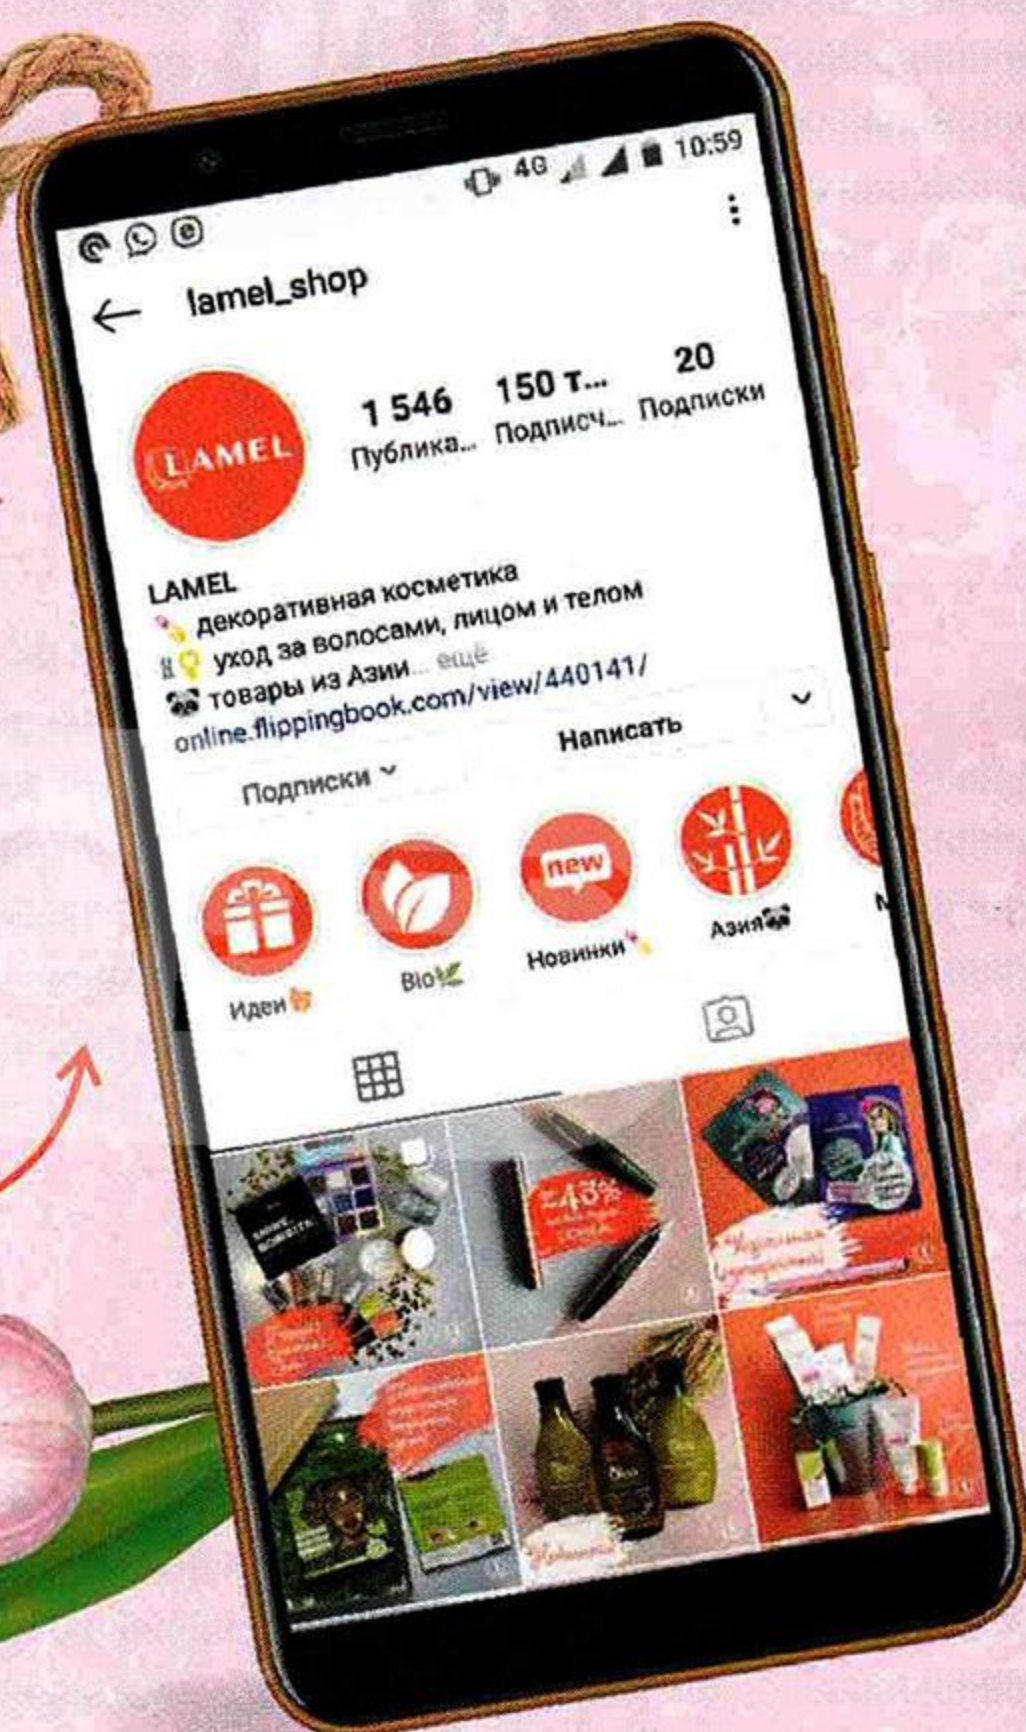 4G 10:59
lamel_shop
LAMEL
1 546 150 т... 20
Публика... Подписч... Подписки
LAMEL
декоративная косметика
уход за волосами, лицом и телом
товары из Азии... ещё
online.flippingbook.com/view/440141/
Подписки Написать
new
Идеи Bio Новинки Азия